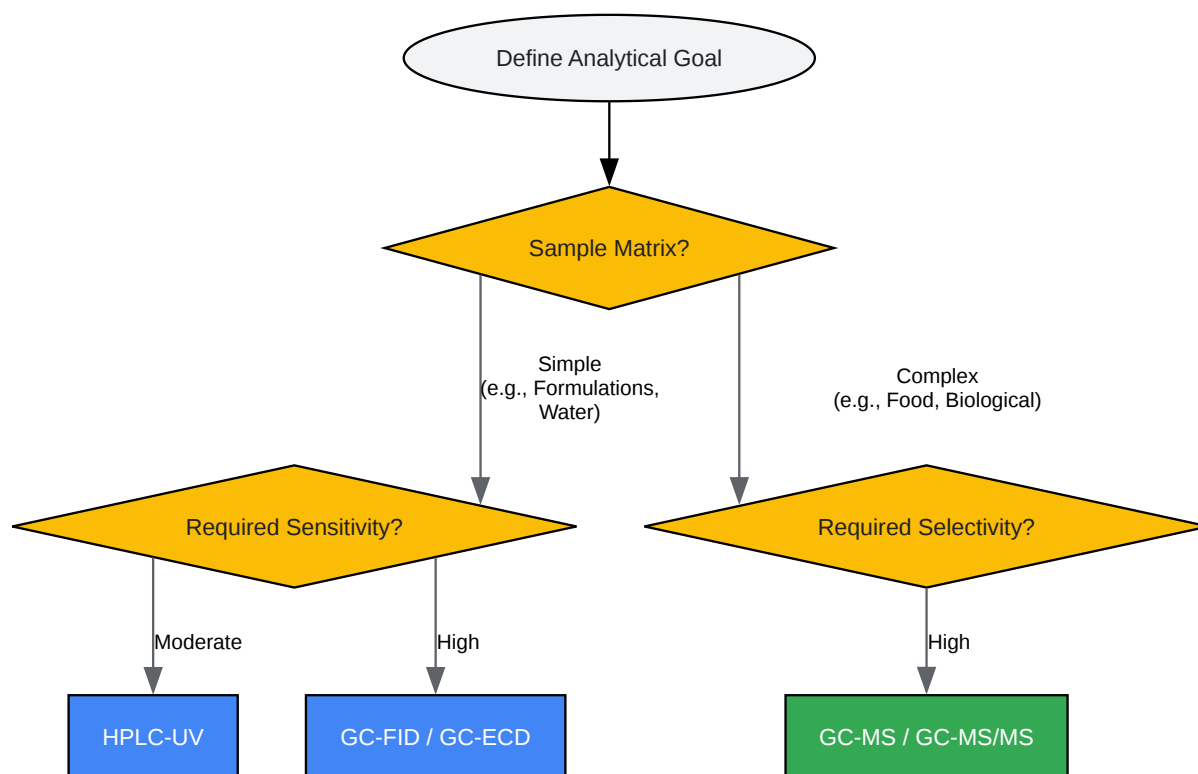 Define Analytical Goal
Sample Matrix?
Simple
(e.g., Formulations,
Water)
Complex
(e.g., Food, Biological)
Required Sensitivity?
Required Selectivity?
Moderate
High
High
HPLC-UV
GC-FID / GC-ECD
GC-MS / GC-MS/MS